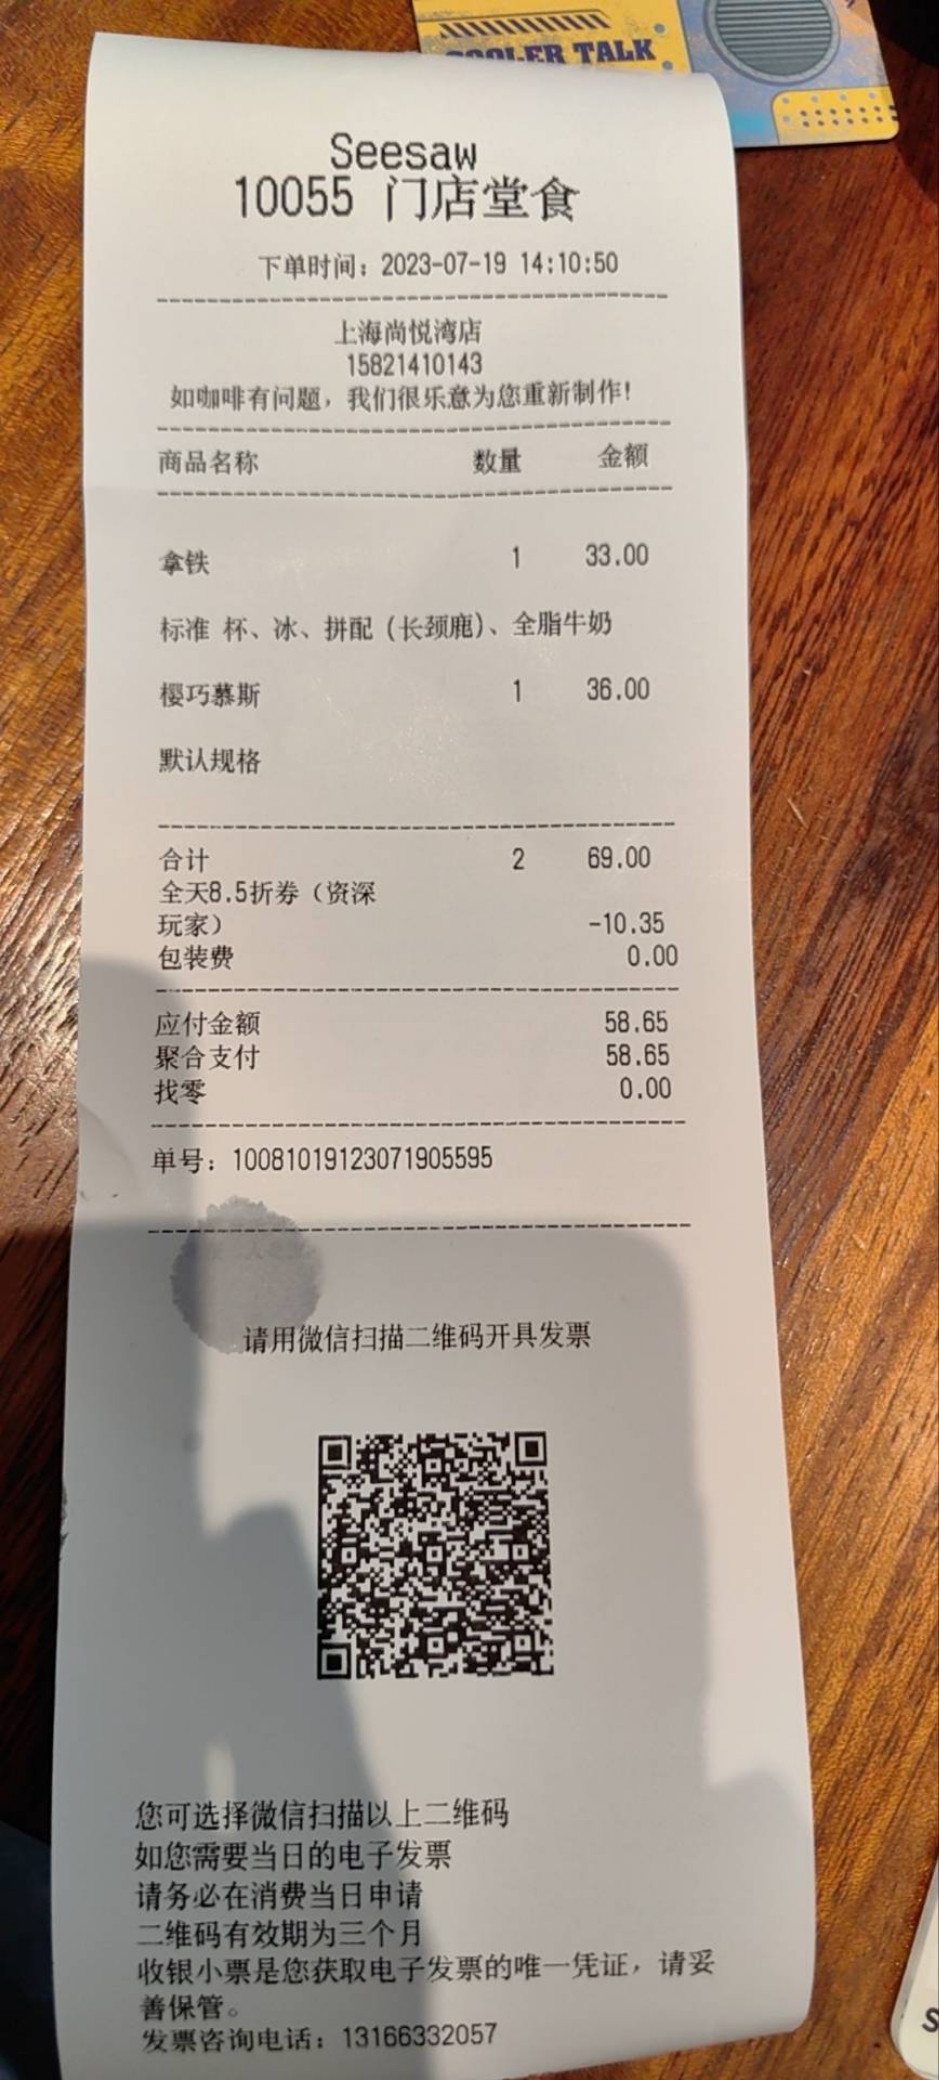 COOLER TALK
Seesaw
10055 门店堂食
下单时间：2023-07-19 14:10:50
上海尚悦湾店
15821410143
如咖啡有问题，我们很乐意为您重新制作！
商品名称 数量 金额
拿铁 1 33.00
标准 杯、冰、拼配（长颈鹿）、全脂牛奶
樱巧慕斯 1 36.00
默认规格
合计 2 69.00
全天8.5折券（资深
玩家） -10.35
包装费 0.00
应付金额 58.65
聚合支付 58.65
找零 0.00
单号：10081019123071905595
请用微信扫描二维码开具发票
您可选择微信扫描以上二维码
如您需要当日的电子发票
请务必在消费当日申请
二维码有效期为三个月
收银小票是您获取电子发票的唯一凭证，请妥
善保管。
发票咨询电话：13166332057
S